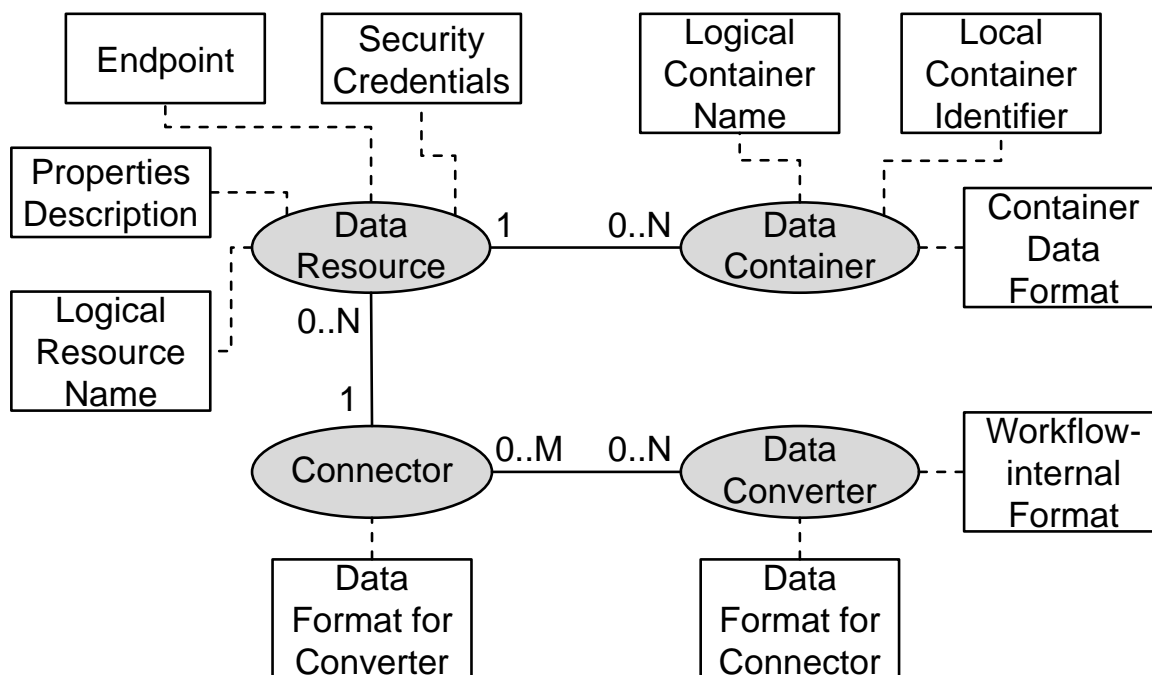 Endpoint
Security
Credentials
Logical
Container
Name
Local
Container
Identifier
Properties
Description
Data
Resource
1
0..N
Data
Container
Container
Data
Format
Logical
Resource
Name
0..N
1
Connector
0..M
0..N
Data
Converter
Workflow-
internal
Format
Data
Format for
Converter
Data
Format for
Connector